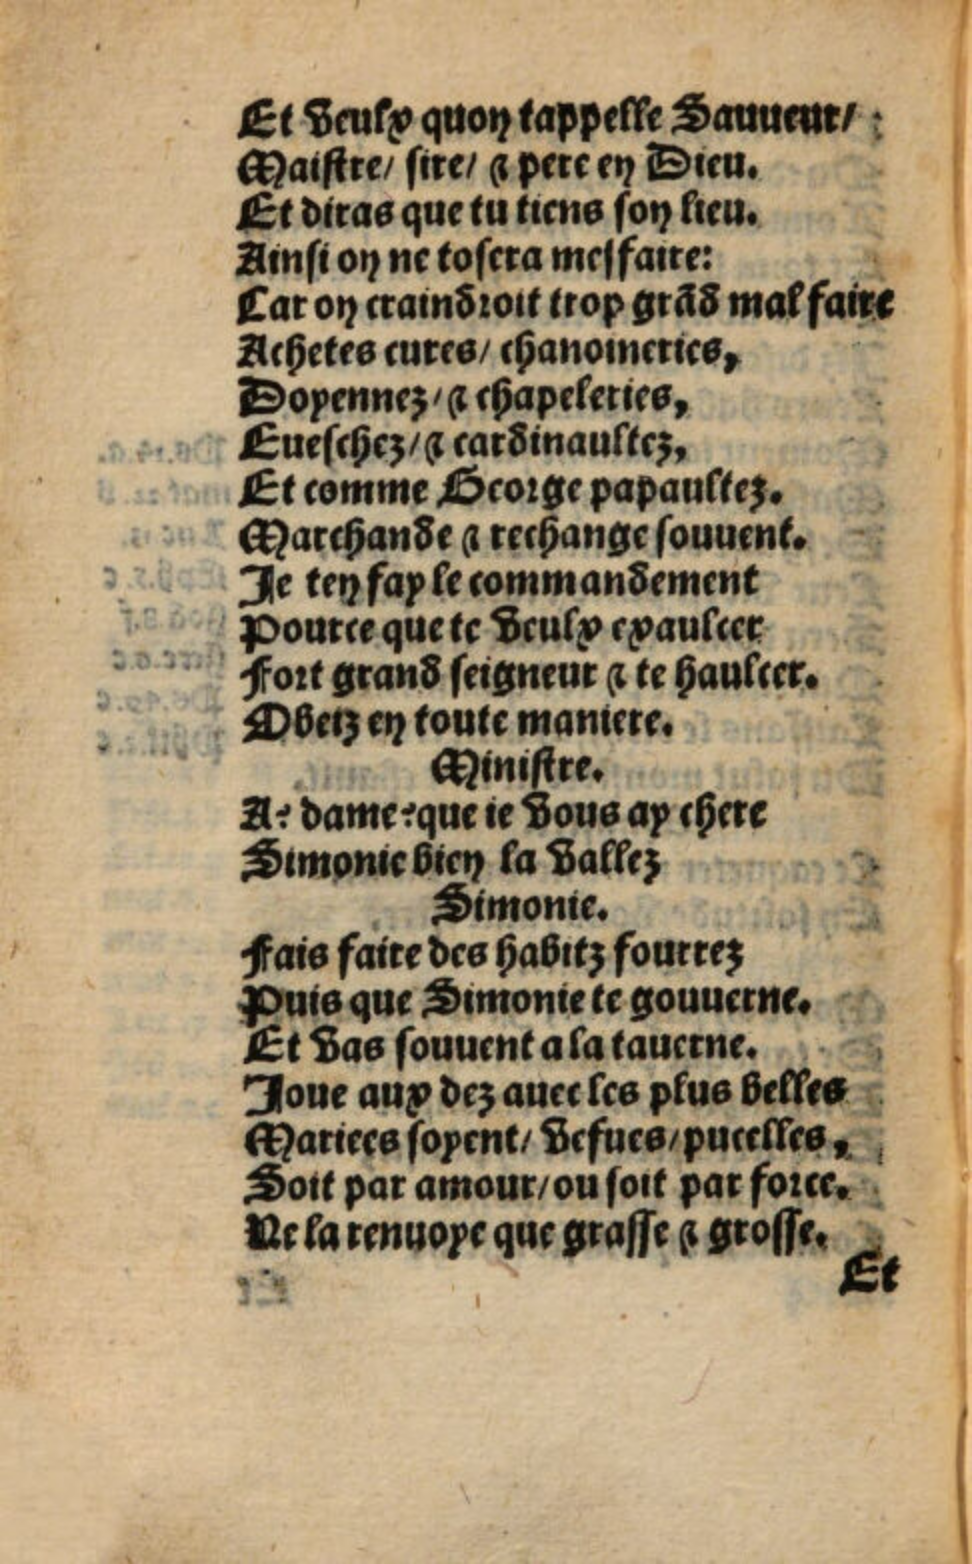 Et veulx quon tappelle Sauueur/
Maistre/ sire/ ⁊ pere en Dieu.
Et diras que tu tiens son lieu.
Ainsi on ne tosera mesfaire:
Car on craindroit trop grãd mal faire
Achetes cures/ chanoineries,
Doyennez/ ⁊ chapeleries,
Eueschez/ ⁊ cardinaultez,
Et comme George papaultez.
Marchande ⁊ rechange souuent.
Je ten fay le commandement
Pource que te veulx exaulcer
Fort grand seigneur ⁊ te haulcer.
Obeiz en toute maniere.
Ministre.
A? dame?que ie vous ay chere
Simonie bien la vallez
Simonie.
Fais faire des habitz fourrez
Puis que Simonie te gouuerne.
Et vas souuent a la tauerne.
Joue aux dez auec les plus belles
Mariees soyent/ vefues/ pucelles,
Soit par amour/ ou soit par force.
Ne la renuoye que grasse ⁊ grosse.
Et